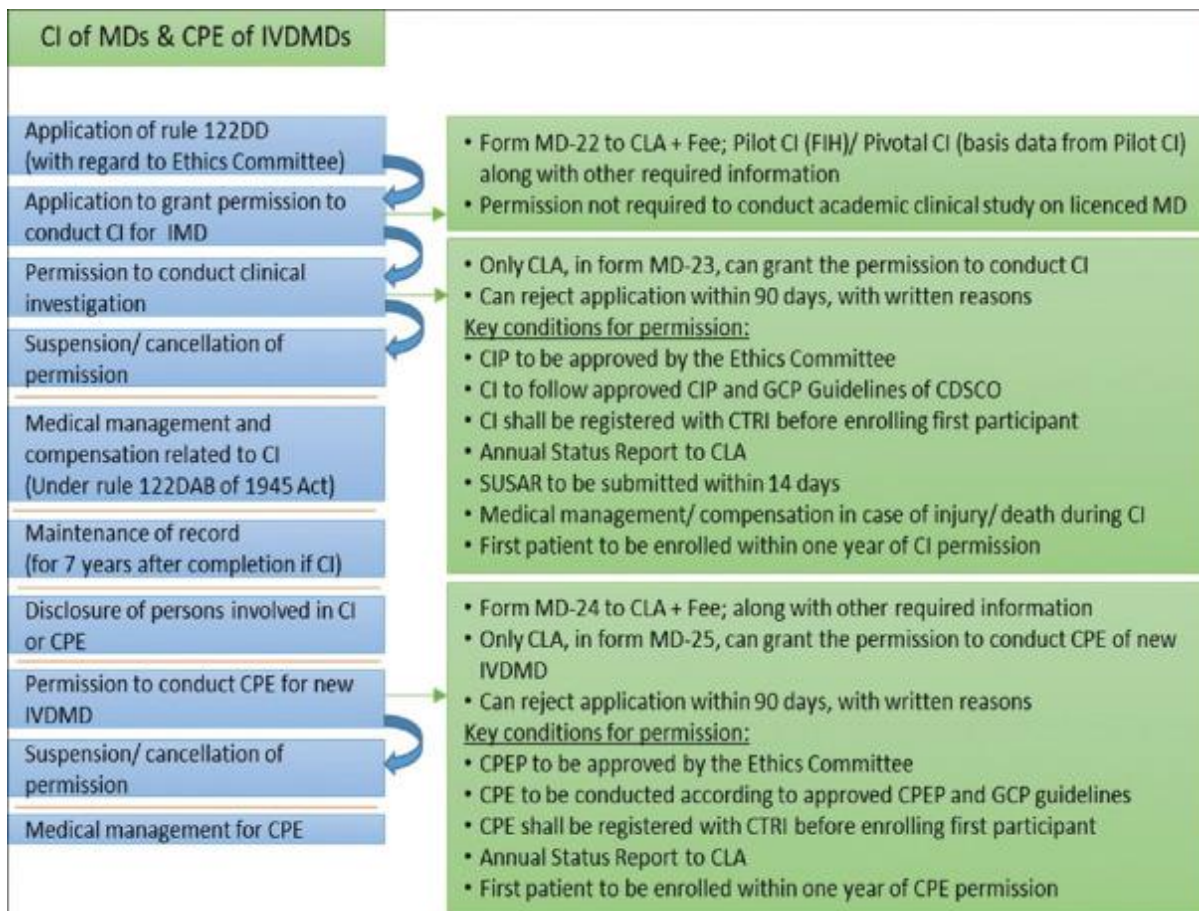 CI of MDs & CPE of IVDMDs
Application of rule 122DD
(with regard to Ethics Committee)
Application to grant permission to
conduct CI for IMD
Permission to conduct clinical
investigation
Suspension/ cancellation of
permission
Medical management and
compensation related to CI
(Under rule 122DAB of 1945 Act)
Maintenance of record
(for 7 years after completion if CI)
Disclosure of persons involved in CI
or CPE
Permission to conduct CPE for new
IVDMD
Suspension/ cancellation of
permission
Medical management for CPE
• Form MD-22 to CLA + Fee; Pilot CI (FIH)/ Pivotal CI (basis data from Pilot CI)
along with other required information
• Permission not required to conduct academic clinical study on licenced MD
• Only CLA, in form MD-23, can grant the permission to conduct CI
• Can reject application within 90 days, with written reasons
Key conditions for permission:
• CIP to be approved by the Ethics Committee
• CI to follow approved CIP and GCP Guidelines of CDSCO
• CI shall be registered with CTRI before enrolling first participant
• Annual Status Report to CLA
• SUSAR to be submitted within 14 days
• Medical management/ compensation in case of injury/ death during CI
• First patient to be enrolled within one year of CI permission
• Form MD-24 to CLA + Fee; along with other required information
• Only CLA, in form MD-25, can grant the permission to conduct CPE of new
IVDMD
• Can reject application within 90 days, with written reasons
Key conditions for permission:
• CPEP to be approved by the Ethics Committee
• CPE to be conducted according to approved CPEP and GCP guidelines
• CPE shall be registered with CTRI before enrolling first participant
• Annual Status Report to CLA
• First patient to be enrolled within one year of CPE permission